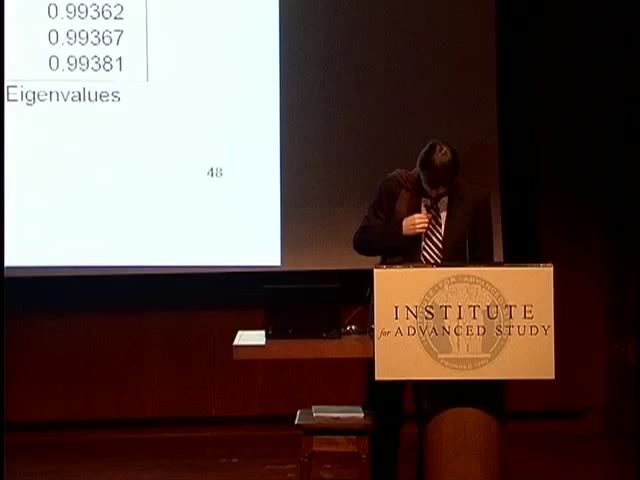 0.99362
0.99367
0.99381
Eigenvalues
48
INSTITUTE
for ADVANCED STUDY